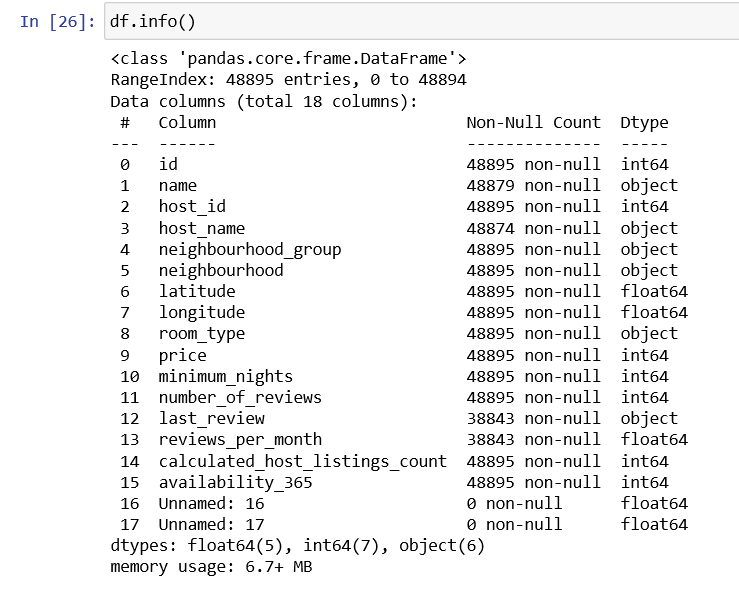 In [26]: df.info()
<class 'pandas.core.frame.DataFrame'>
RangeIndex: 48895 entries, 0 to 48894
Data columns (total 18 columns):
 #   Column                          Non-Null Count  Dtype
---  ------                          --------------  -----
 0   id                              48895 non-null  int64
 1   name                            48879 non-null  object
 2   host_id                         48895 non-null  int64
 3   host_name                       48874 non-null  object
 4   neighbourhood_group             48895 non-null  object
 5   neighbourhood                   48895 non-null  object
 6   latitude                        48895 non-null  float64
 7   longitude                       48895 non-null  float64
 8   room_type                       48895 non-null  object
 9   price                           48895 non-null  int64
 10  minimum_nights                  48895 non-null  int64
 11  number_of_reviews               48895 non-null  int64
 12  last_review                     38843 non-null  object
 13  reviews_per_month               38843 non-null  float64
 14  calculated_host_listings_count  48895 non-null  int64
 15  availability_365                48895 non-null  int64
 16  Unnamed: 16                     0 non-null      float64
 17  Unnamed: 17                     0 non-null      float64
dtypes: float64(5), int64(7), object(6)
memory usage: 6.7+ MB